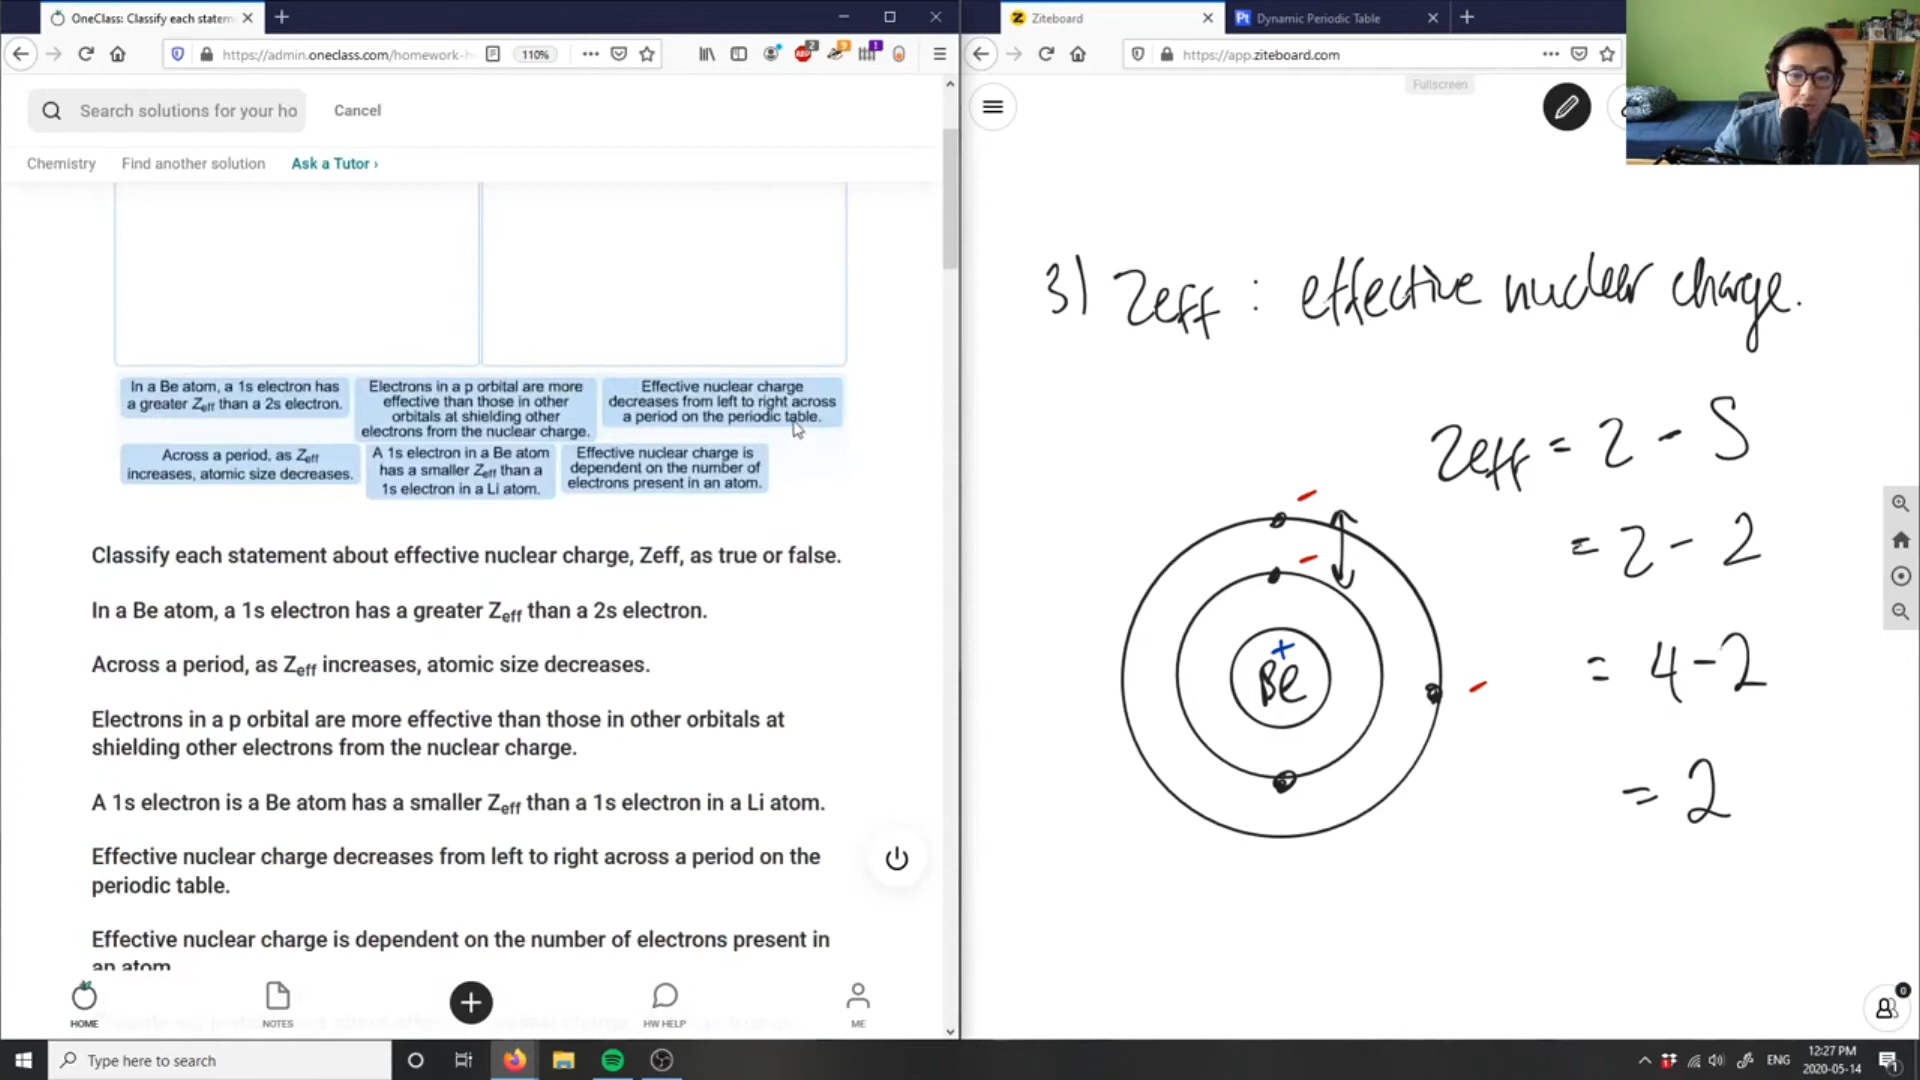 OneClass: Classify each statem
Ziteboard
Dynamic Periodic Table
https://admin.oneclass.com/homework-h
110%
https://app.ziteboard.com
Search solutions for your ho
Cancel
Fullscreen
Chemistry
Find another solution
Ask a Tutor ›
In a Be atom, a 1s electron has
a greater Zeff than a 2s electron.
Electrons in a p orbital are more
effective than those in other
orbitals at shielding other
electrons from the nuclear charge.
Effective nuclear charge
decreases from left to right across
a period on the periodic table.
Across a period, as Zeff
increases, atomic size decreases.
A 1s electron in a Be atom
has a smaller Zeff than a
1s electron in a Li atom.
Effective nuclear charge is
dependent on the number of
electrons present in an atom.
Classify each statement about effective nuclear charge, Zeff, as true or false.
In a Be atom, a 1s electron has a greater Zeff than a 2s electron.
Across a period, as Zeff increases, atomic size decreases.
Electrons in a p orbital are more effective than those in other orbitals at
shielding other electrons from the nuclear charge.
A 1s electron is a Be atom has a smaller Zeff than a 1s electron in a Li atom.
Effective nuclear charge decreases from left to right across a period on the
periodic table.
Effective nuclear charge is dependent on the number of electrons present in
an atom
HOME
NOTES
HW HELP
ME
3) Zeff : effective nuclear charge.
Zeff = Z - S
= Z - 2
= 4 - 2
= 2
+
Be
0
Type here to search
ENG
12:27 PM
2020-05-14